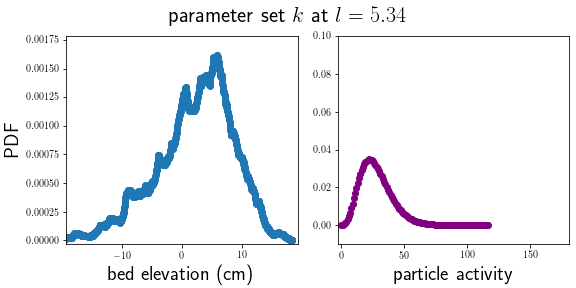 parameter set k at l = 5.34
PDF
0.00175
0.00150
0.00125
0.00100
0.00075
0.00050
0.00025
0.00000
−10 0 10
bed elevation (cm)
0.10
0.08
0.06
0.04
0.02
0.00
0 50 100 150
particle activity